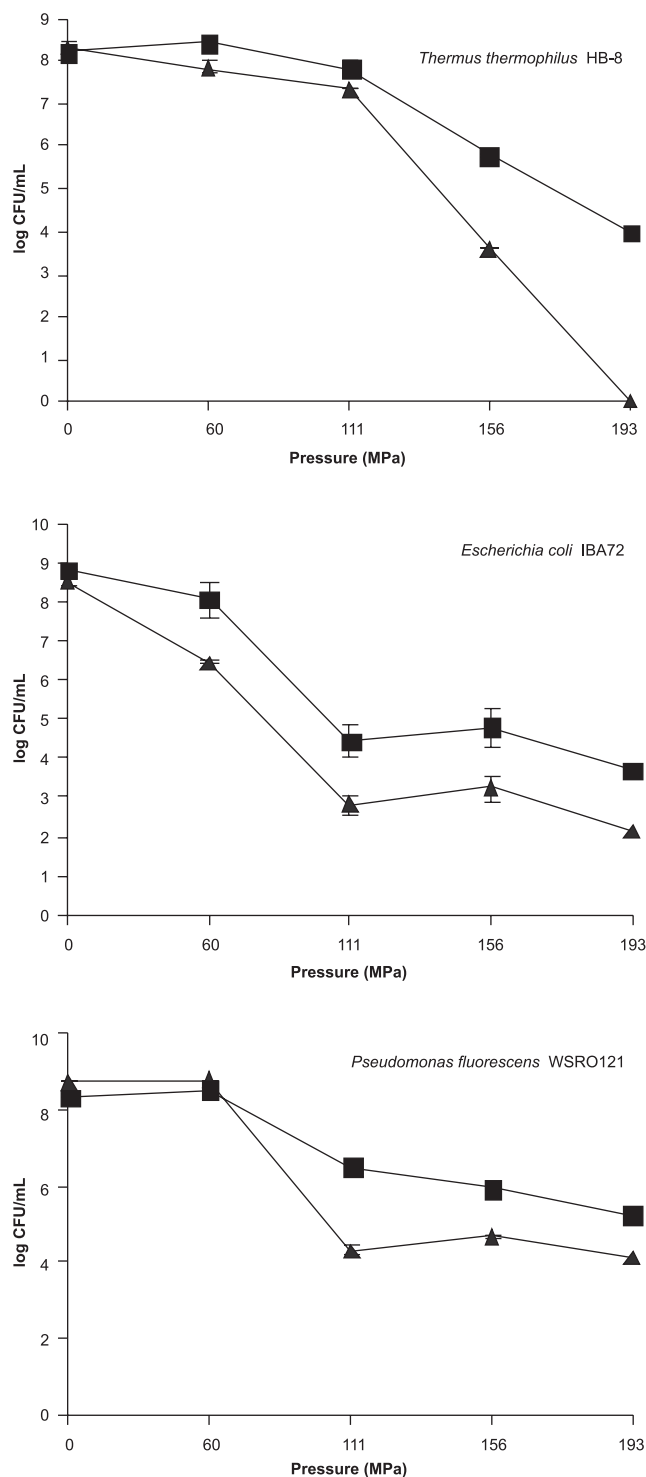 9
Thermus thermophilus HB-8
8
7
6
5
4
3
2
1
0
log CFU/mL
0 60 111 156 193
Pressure (MPa)
10
Escherichia coli IBA72
9
8
7
6
5
4
3
2
1
0
log CFU/mL
0 60 111 156 193
Pressure (MPa)
10
Pseudomonas fluorescens WSRO121
8
6
4
2
0
log CFU/mL
0 60 111 156 193
Pressure (MPa)